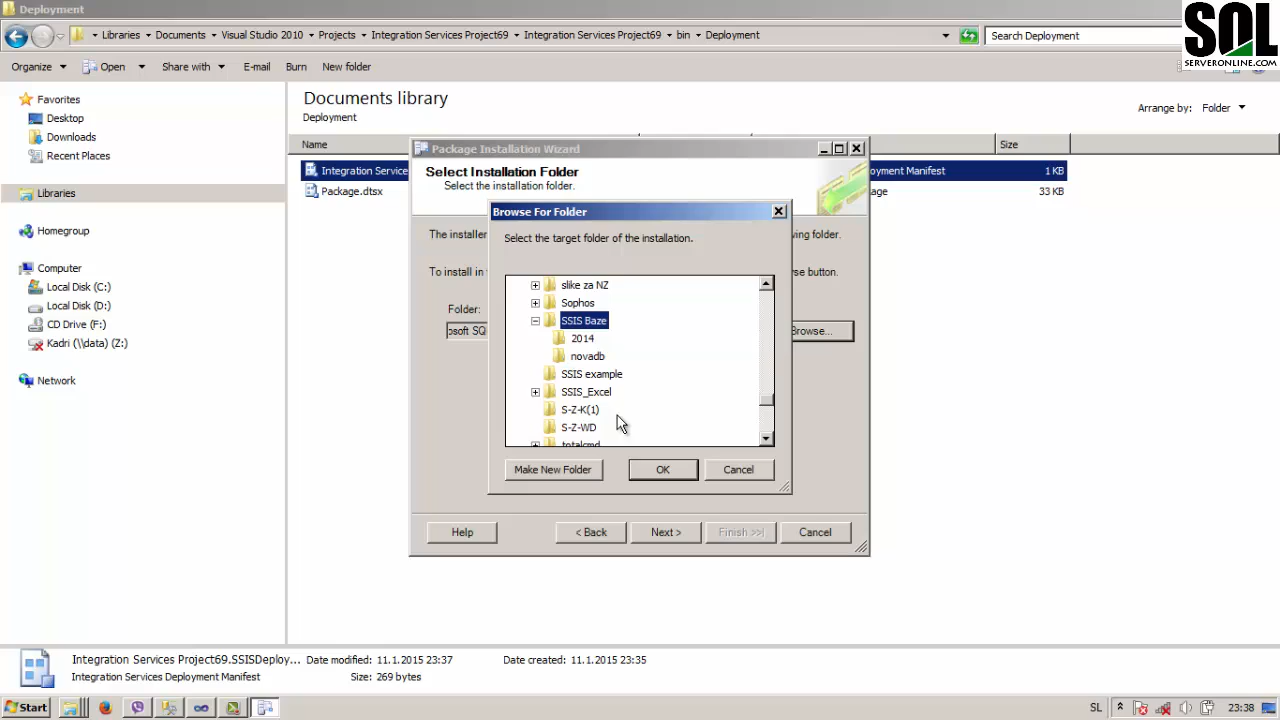 Deployment
Libraries Documents Visual Studio 2010 Projects Integration Services Project69 Integration Services Project69 bin Deployment
Search Deployment
SQL
SERVERONLINE.COM
Organize Open Share with E-mail Burn New folder
Favorites
Desktop
Downloads
Recent Places
Libraries
Homegroup
Computer
Local Disk (C:)
Local Disk (D:)
CD Drive (F:)
Kadri (\\data) (Z:)
Network
Documents library
Deployment
Arrange by: Folder
Name Size
Integration Service ployment Manifest 1 KB
Package.dtsx kage 33 KB
Package Installation Wizard
Select Installation Folder
Select the installation folder.
The installer ving folder.
To install in se button.
Folder:
osoft SQ Browse...
Browse For Folder
Select the target folder of the installation.
slike za NZ
Sophos
SSIS Baze
2014
novadb
SSIS example
SSIS_Excel
S-Z-K(1)
S-Z-WD
totalcmd
Make New Folder OK Cancel
Help < Back Next > Finish >>| Cancel
Integration Services Project69.SSISDeploy... Date modified: 11.1.2015 23:37 Date created: 11.1.2015 23:35
Integration Services Deployment Manifest Size: 269 bytes
Start SL 23:38